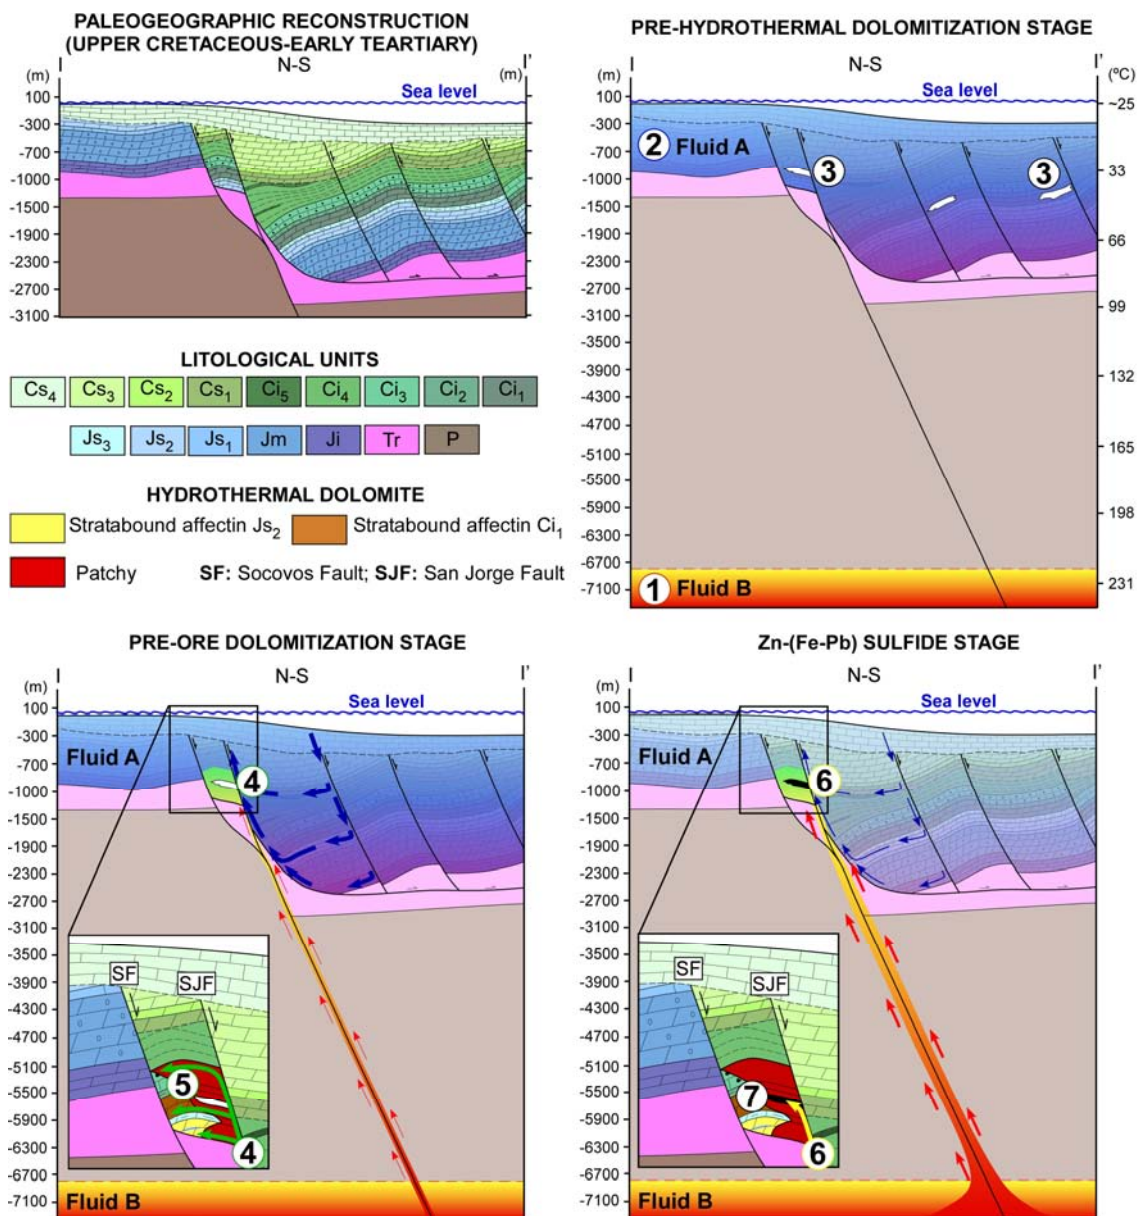 PALEOGEOGRAPHIC RECONSTRUCTION
(UPPER CRETACEOUS-EARLY TEARTIARY)
I N-S I'
(m) (m)
Sea level
100
-300
-700
-1000
-1500
-1900
-2300
-2700
-3100
PRE-HYDROTHERMAL DOLOMITIZATION STAGE
I N-S I'
(m) (ºC)
Sea level
100
-300
-700
-1000
-1500
-1900
-2300
-2700
-3100
-3500
-3900
-4300
-4700
-5100
-5500
-5900
-6300
-6700
-7100
~25
33
43
66
99
132
165
198
231
2 Fluid A
3
3
1 Fluid B
LITOLÓGICAL UNITS
Cs4 Cs3 Cs2 Cs1 Ci5 Ci4 Ci3 Ci2 Ci1
Js3 Js2 Js1 Jm Ji Tr P
HYDROTHERMAL DOLOMITE
Stratabound affectin Js2 Stratabound affectin Ci1
Patchy SF: Socovos Fault; SJF: San Jorge Fault
PRE-ORE DOLOMITIZATION STAGE
I N-S I'
(m)
Sea level
100
-300
-700
-1000
-1500
-1900
-2300
-2700
-3100
-3500
-3900
-4300
-4700
-5100
-5500
-5900
-6300
-6700
-7100
Fluid A
4
SF
SJF
5
4
Fluid B
Zn-(Fe-Pb) SULFIDE STAGE
I N-S I'
(m)
Sea level
100
-300
-700
-1000
-1500
-1900
-2300
-2700
-3100
-3500
-3900
-4300
-4700
-5100
-5500
-5900
-6300
-6700
-7100
Fluid A
6
SF
SJF
7
6
Fluid B